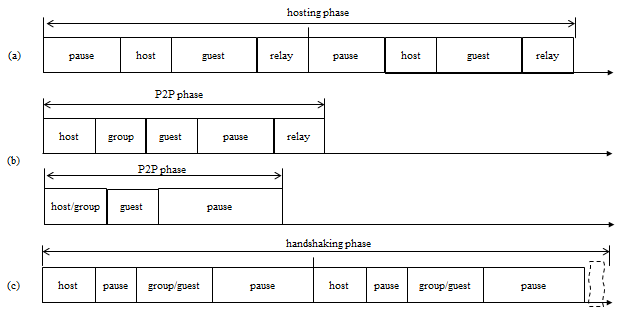 hosting phase
(a) pause host guest relay pause host guest relay
P2P phase
host group guest pause relay
(b)
P2P phase
host/group guest pause
handshaking phase
(c) host pause group/guest pause host pause group/guest pause